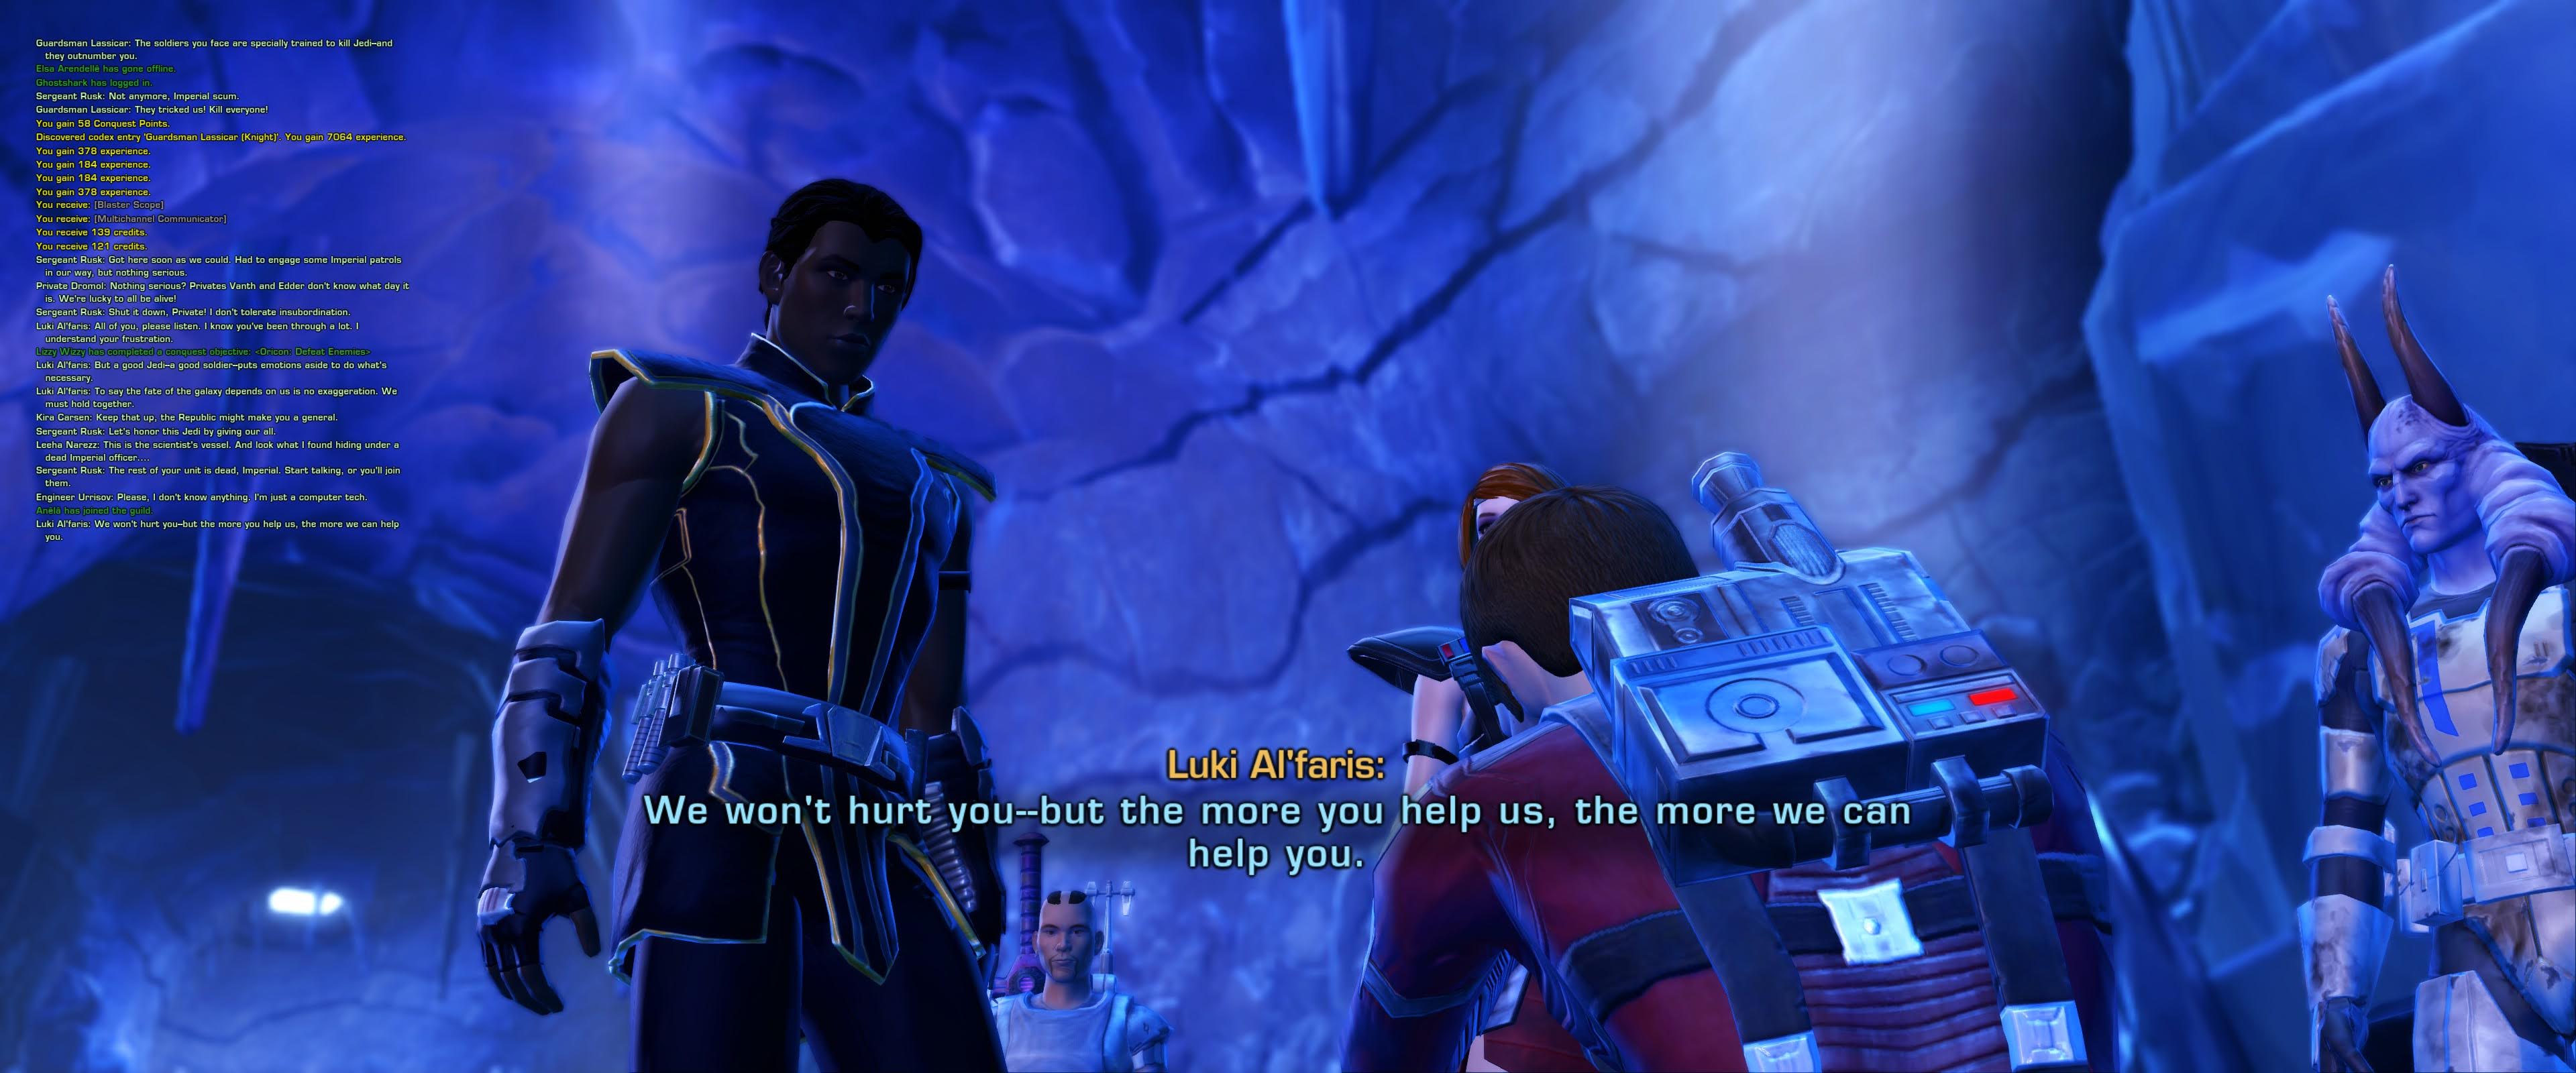 Guardsman Lassicar: The soldiers you face are specially trained to kill Jedi--and
they outnumber you.
Elsa Arendellê has gone offline.
Ghostshark has logged in.
Sergeant Rusk: Not anymore, Imperial scum.
Guardsman Lassicar: They tricked us! Kill everyone!
You gain 58 Conquest Points.
Discovered codex entry 'Guardsman Lassicar (Knight)'. You gain 7064 experience.
You gain 378 experience.
You gain 184 experience.
You gain 184 experience.
You gain 378 experience.
You receive: [Blaster Scope]
You receive: [Multichannel Communicator]
You receive 139 credits.
You receive 121 credits.
Sergeant Rusk: Got here soon as we could. Had to engage some Imperial patrols
in our way, but nothing serious.
Private Dromol: Nothing serious? Privates Vanth and Edder don't know what day it
is. We're lucky to all be alive!
Sergeant Rusk: Shut it down, Private! I don't tolerate insubordination.
Luki Al'faris: All of you, please listen. I know you've been through a lot. I
understand your frustration.
Lizzy Wizzy has completed a conquest objective: <Oricon: Defeat Enemies>
Luki Al'faris: But a good Jedi--a good soldier--puts emotions aside to do what's
necessary.
Luki Al'faris: To say the fate of the galaxy depends on us is no exaggeration. We
must hold together.
Kira Carsen: Keep that up, the Republic might make you a general.
Sergeant Rusk: Let's honor this Jedi by giving our all.
Leeha Narezz: This is the scientist's vessel. And look what I found hiding under a
dead Imperial officer....
Sergeant Rusk: The rest of your unit is dead, Imperial. Start talking, or you'll join
them.
Engineer Urrisov: Please, I don't know anything. I'm just a computer tech.
Anêlâ has joined the guild.
Luki Al'faris: We won't hurt you--but the more you help us, the more we can help
you.
Luki Al'faris:
We won't hurt you--but the more you help us, the more we can
help you.